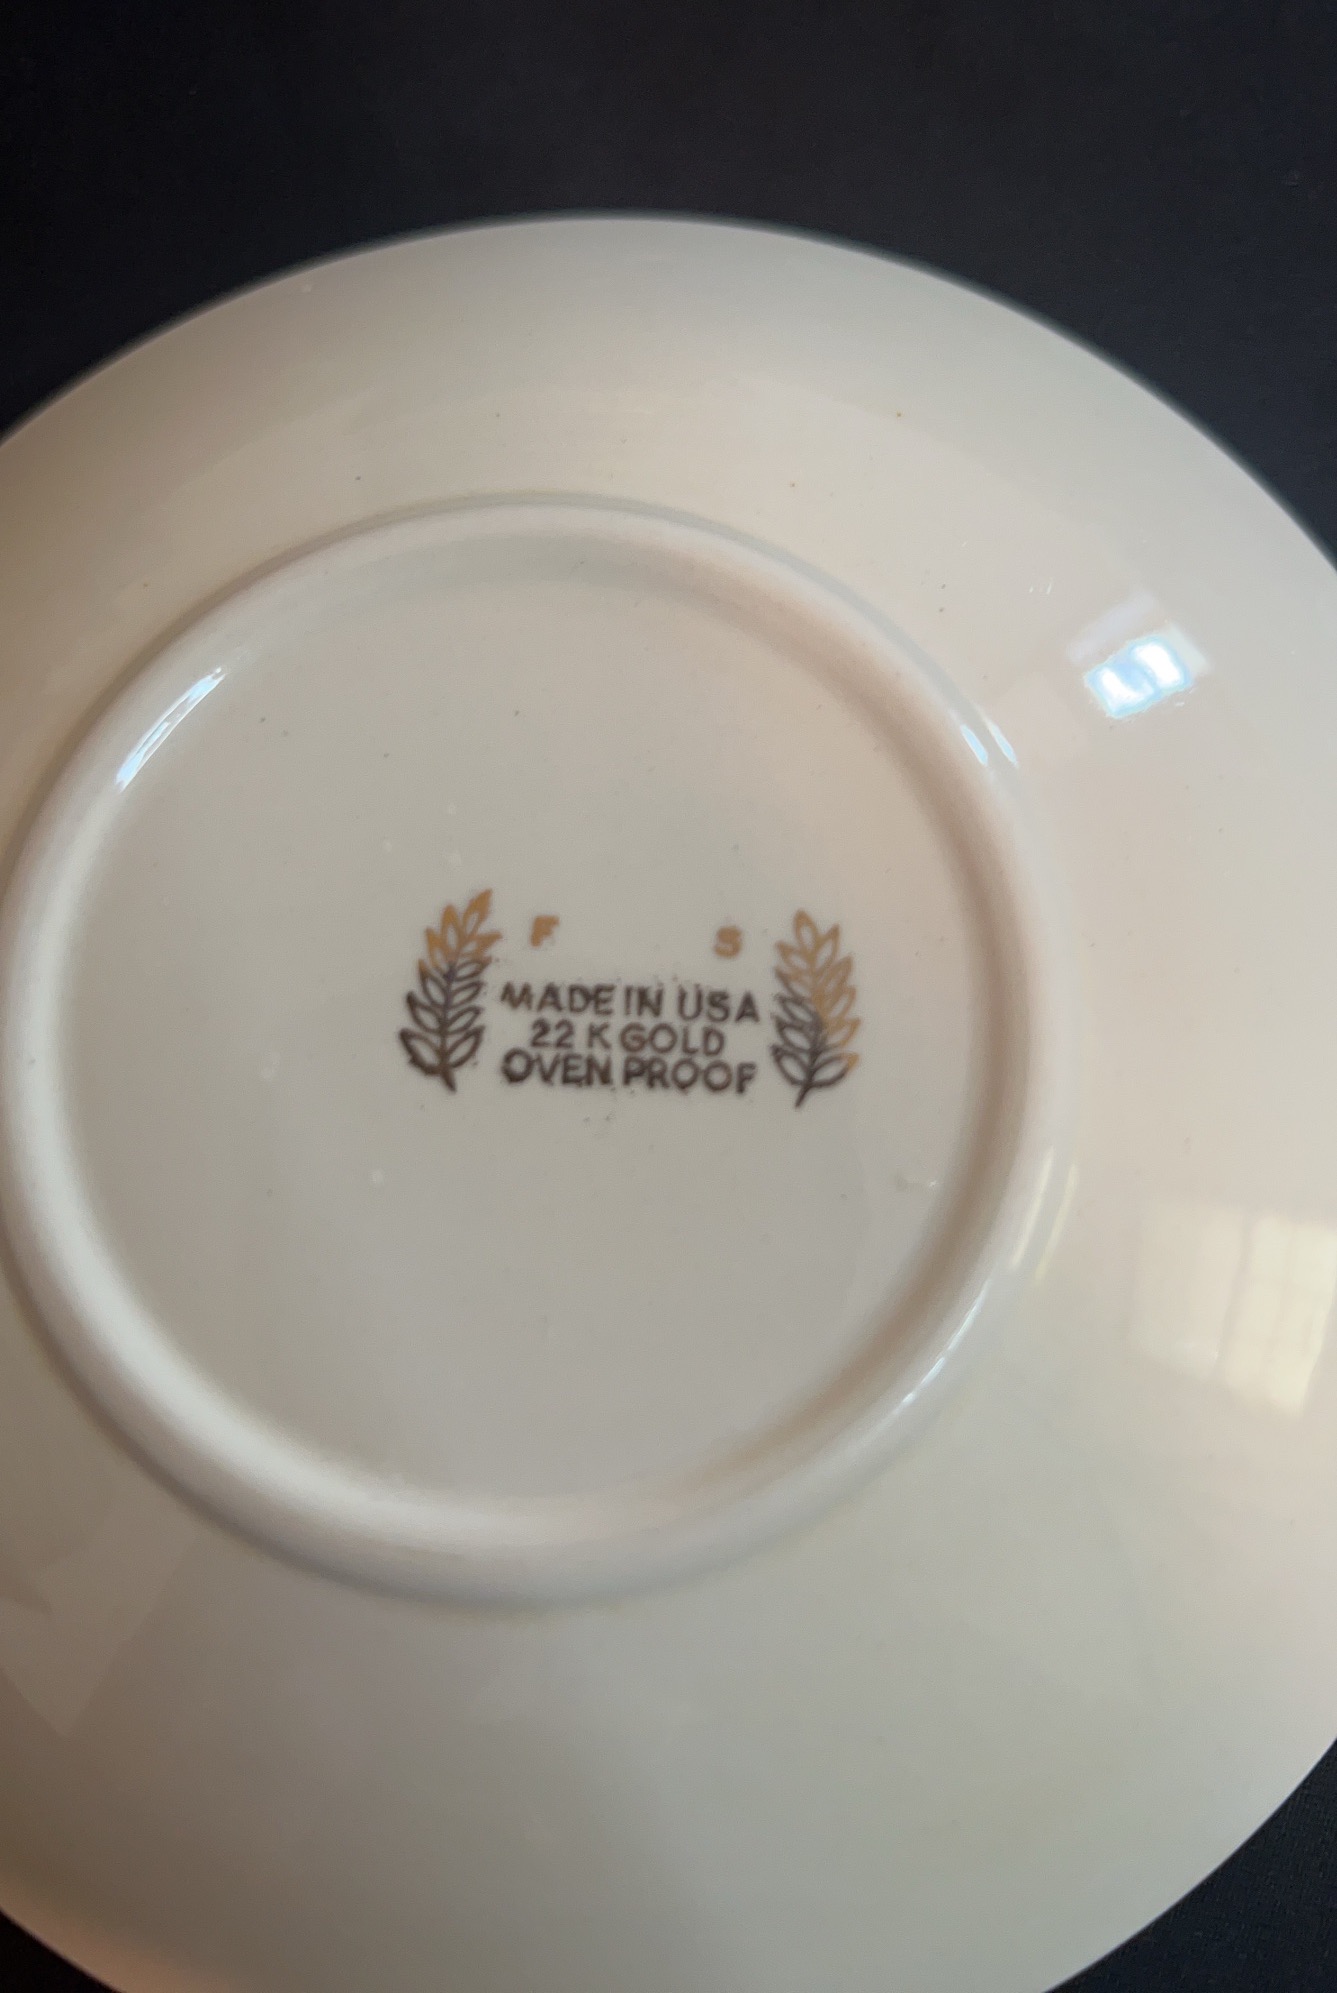 F S
MADE IN USA
22 K GOLD
OVEN PROOF